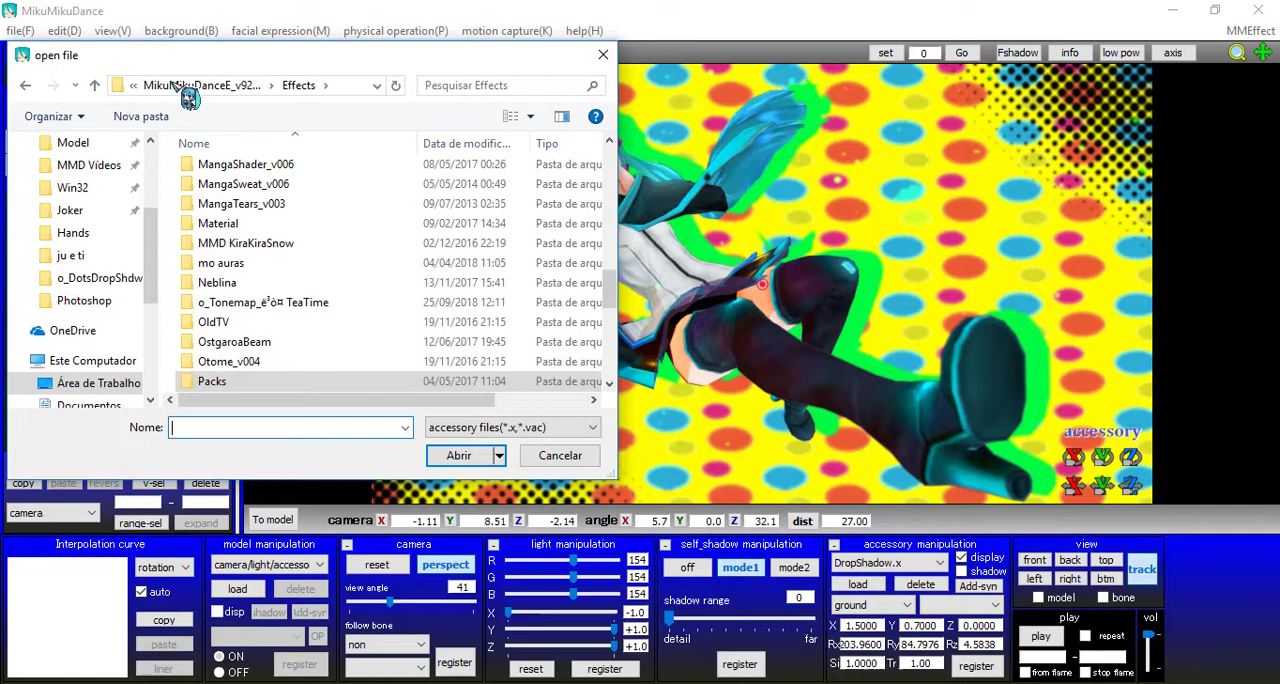 MikuMikuDance
file(F) edit(D) view(V) background(B) facial expression(M) physical operation(P) motion capture(K) help(H) MMEffect
open file
set 0 Go Fshadow info low pow axis
« MikuMikuDanceE_v92... › Effects › Pesquisar Effects
Organizar Nova pasta
Nome Data de modific... Tipo
Model
MMD Vídeos
Win32
Joker
Hands
ju e ti
o_DotsDropShdw
Photoshop
OneDrive
Este Computador
Área de Trabalho
Documentos
MangaShader_v006 08/05/2017 00:26 Pasta de arqu
MangaSweat_v006 05/05/2014 00:49 Pasta de arqu
MangaTears_v003 09/07/2013 02:35 Pasta de arqu
Material 09/02/2017 14:34 Pasta de arqu
MMD KiraKiraSnow 02/12/2016 22:19 Pasta de arqu
mo auras 04/04/2018 11:05 Pasta de arqu
Neblina 13/11/2017 15:41 Pasta de arqu
o_Tonemap_ë³ò¤ TeaTime 25/09/2018 12:11 Pasta de arqu
OldTV 19/11/2016 21:15 Pasta de arqu
OstgaroaBeam 12/06/2017 19:45 Pasta de arqu
Otome_v004 19/11/2016 21:15 Pasta de arqu
Packs 04/05/2017 11:04 Pasta de arqu
Nome: accessory files(*.x,*.vac)
Abrir Cancelar
accessory
X Y Z
X Y Z
copy paste revers v-sel delete
camera - range-sel expand
To model camera X -1.11 Y 8.51 Z -2.14 angle X 5.7 Y 0.0 Z 32.1 dist 27.00
Interpolation curve
rotation
auto
copy
paste
liner
model manipulation
camera/light/accesso
load delete
disp shadow Add-syn
OP
ON
OFF
register
camera
reset perspect
view angle 41
follow bone
non
register
light manipulation
R 154
G 154
B 154
X -1.0
Y +1.0
Z +1.0
reset register
self_shadow manipulation
off mode1 mode2
shadow range 0
detail far
register
accessory manipulation
DropShadow.x display
shadow
load delete Add-syn
ground
X 1.5000 Y 0.7000 Z 0.0000
Rx 203.9600 Ry 84.7976 Rz 4.5838
Si 1.0000 Tr 1.00 register
view
front back top
left right btm track
model bone
play vol
play repeat
-
from flame stop flame